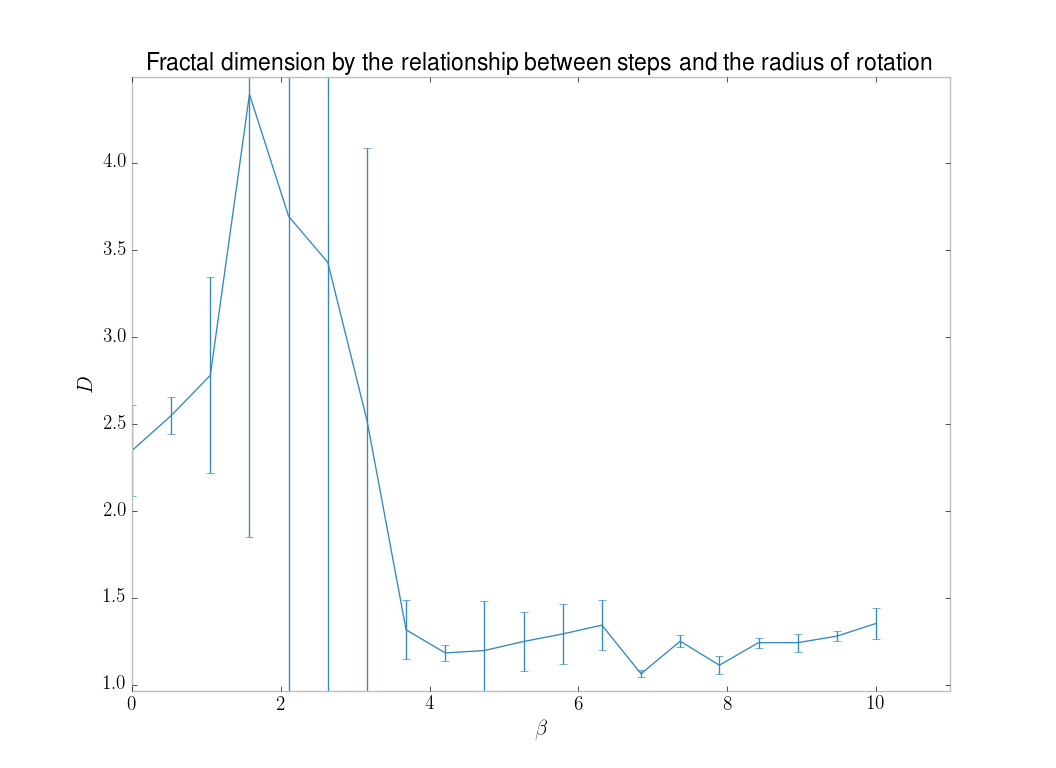 Fractal dimension by the relationship between steps and the radius of rotation
4.0
3.5
3.0
2.5
2.0
1.5
1.0
D
0 2 4 6 8 10
β